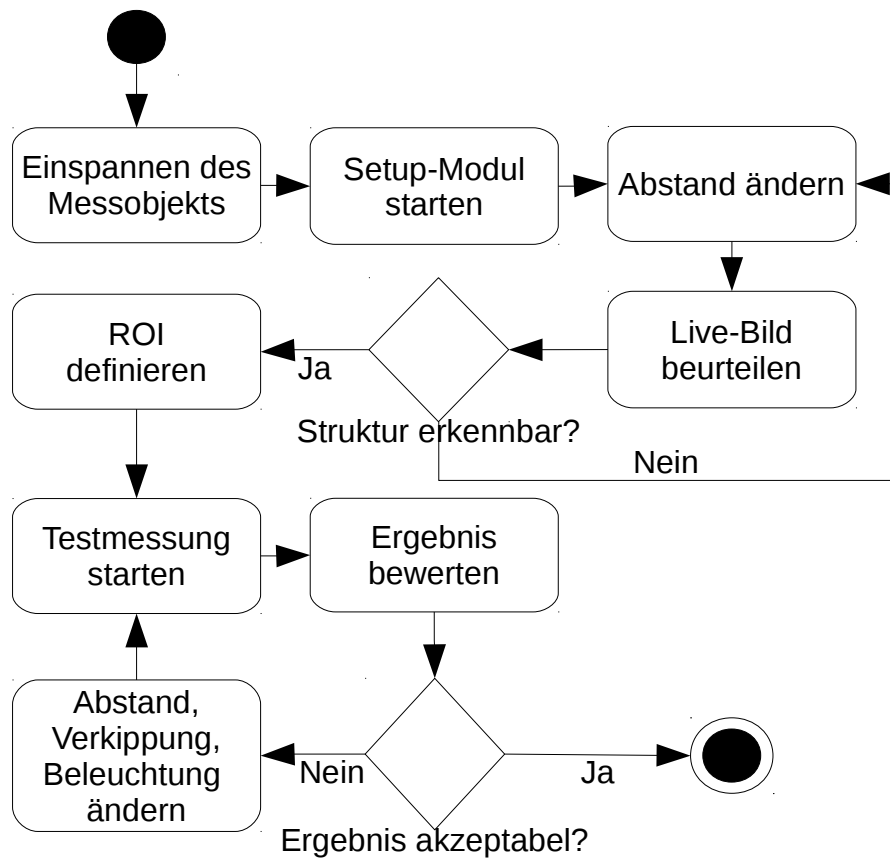 Einspannen des
Messobjekts
Setup-Modul
starten
Abstand ändern
ROI
definieren
Ja
Live-Bild
beurteilen
Struktur erkennbar?
Nein
Testmessung
starten
Ergebnis
bewerten
Abstand,
Verkippung,
Beleuchtung
ändern
Nein
Ja
Ergebnis akzeptabel?